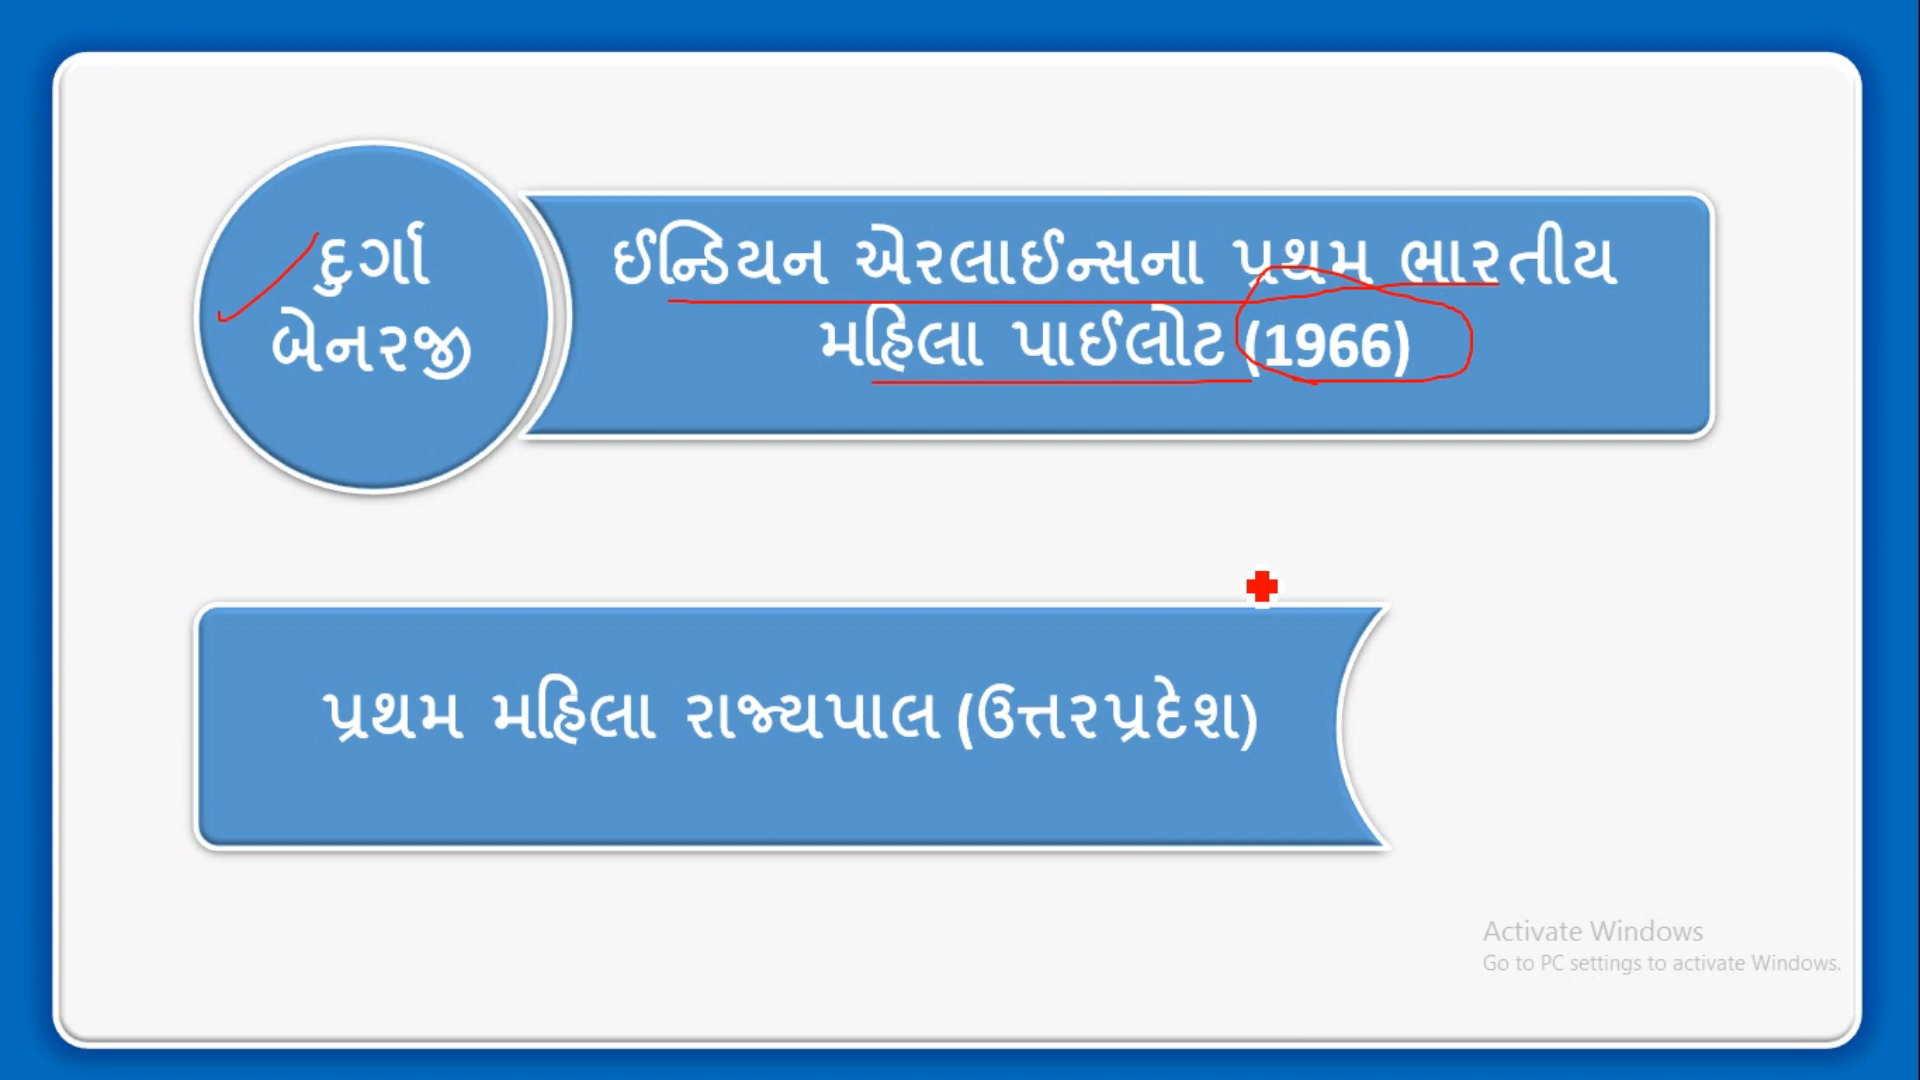 દુર્ગા
બેનરજી
ઈન્ડિયન એરલાઈન્સના પ્રથમ ભારતીય
મહિલા પાઈલોટ (1966)
પ્રથમ મહિલા રાજ્યપાલ (ઉત્તરપ્રદેશ)
Activate Windows
Go to PC settings to activate Windows.